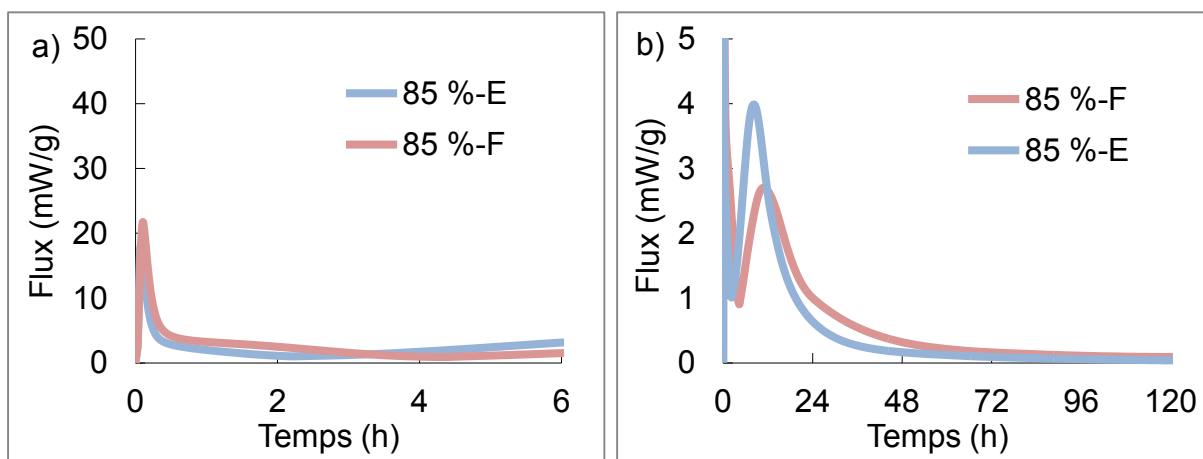 a)
50
40
30
20
10
0
Flux (mW/g)
85 %-E
85 %-F
0 2 4 6
Temps (h)
b)
5
4
3
2
1
0
Flux (mW/g)
85 %-F
85 %-E
0 24 48 72 96 120
Temps (h)